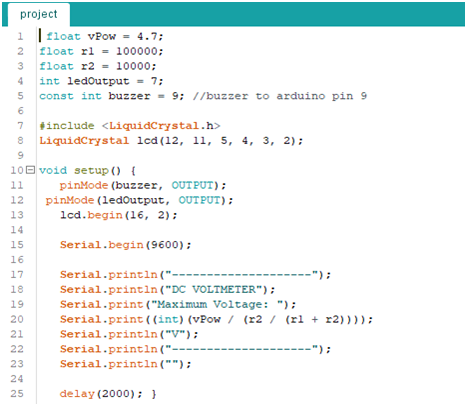 project
1 float vPow = 4.7;
2 float r1 = 100000;
3 float r2 = 10000;
4 int ledOutput = 7;
5 const int buzzer = 9; //buzzer to arduino pin 9
6
7 #include <LiquidCrystal.h>
8 LiquidCrystal lcd(12, 11, 5, 4, 3, 2);
9
10 void setup() {
11 pinMode(buzzer, OUTPUT);
12 pinMode(ledOutput, OUTPUT);
13 lcd.begin(16, 2);
14
15 Serial.begin(9600);
16
17 Serial.println("--------------------");
18 Serial.println("DC VOLTMETER");
19 Serial.print("Maximum Voltage: ");
20 Serial.print((int)(vPow / (r2 / (r1 + r2))));
21 Serial.println("V");
22 Serial.println("--------------------");
23 Serial.println("");
24
25 delay(2000); }